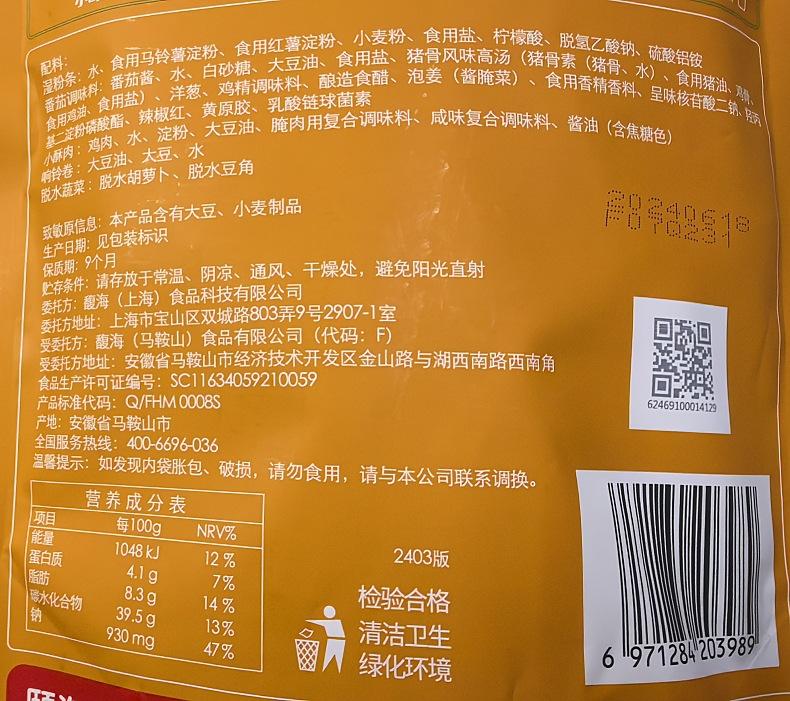 配料：
湿粉条：水、食用马铃薯淀粉、食用红薯淀粉、小麦粉、食用盐、柠檬酸、脱氢乙酸钠、硫酸铝铵
番茄调味料：番茄酱、水、白砂糖、大豆油、食用盐、猪骨风味高汤（猪骨素（猪骨、水）、食用猪油、鸡骨、
食用鸡油、食用盐）、洋葱、鸡精调味料、酿造食醋、泡姜（酱腌菜）、食用香精香料、呈味核苷酸二钠、羟丙
基二淀粉磷酸酯、辣椒红、黄原胶、乳酸链球菌素
小酥肉：鸡肉、水、淀粉、大豆油、腌肉用复合调味料、咸味复合调味料、酱油（含焦糖色）
响铃卷：大豆油、大豆、水
脱水蔬菜：脱水胡萝卜、脱水豆角
致敏原信息：本产品含有大豆、小麦制品
生产日期：见包装标识
保质期：9个月
贮存条件：请存放于常温、阴凉、通风、干燥处，避免阳光直射
委托方：馥海（上海）食品科技有限公司
委托方地址：上海市宝山区双城路803弄9号2907-1室
受委托方：馥海（马鞍山）食品有限公司（代码：F）
受委托方地址：安徽省马鞍山市经济技术开发区金山路与湖西南路西南角
食品生产许可证编号：SC11634059210059
产品标准代码：Q/FHM 0008S
产地：安徽省马鞍山市
全国服务热线：400-6696-036
温馨提示：如发现内袋胀包、破损，请勿食用，请与本公司联系调换。
20240618
62469100014129
营养成分表
项目 每100g NRV%
能量 1048 kJ 12 %
蛋白质 4.1 g 7%
脂肪 8.3 g 14 %
碳水化合物 39.5 g 13%
钠 930 mg 47%
2403版
检验合格
清洁卫生
绿化环境
6 971284 203989